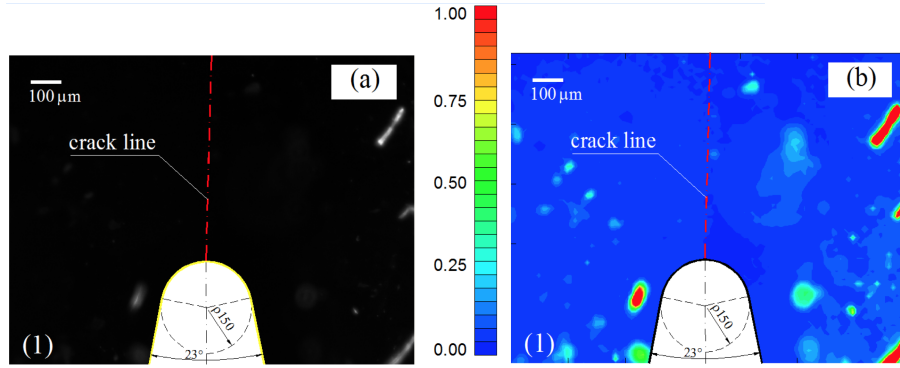 (a)
100 µm
crack line
ρ150
23°
(1)
1.00
0.75
0.50
0.25
0.00
(b)
100 µm
crack line
ρ150
23°
(1)